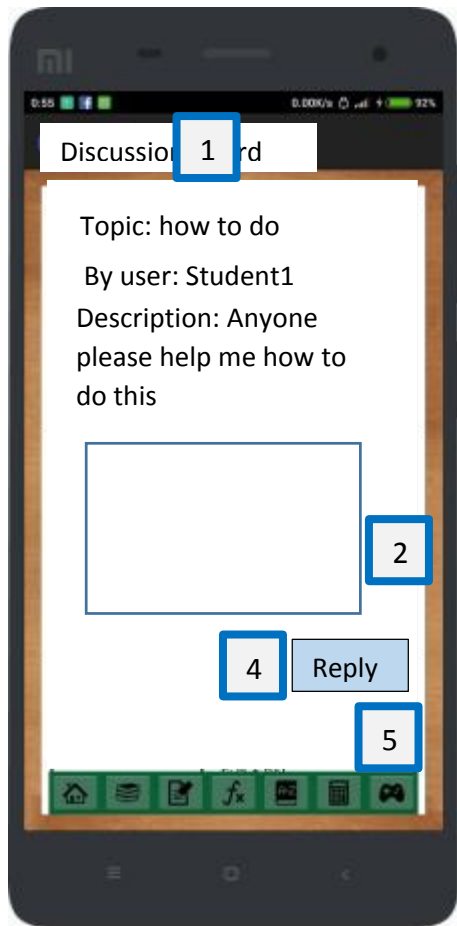 0:55 0.00K/s 92%
Discussion 1 rd
Topic: how to do
By user: Student1
Description: Anyone
please help me how to
do this
2
4 Reply
5
fx A-Z